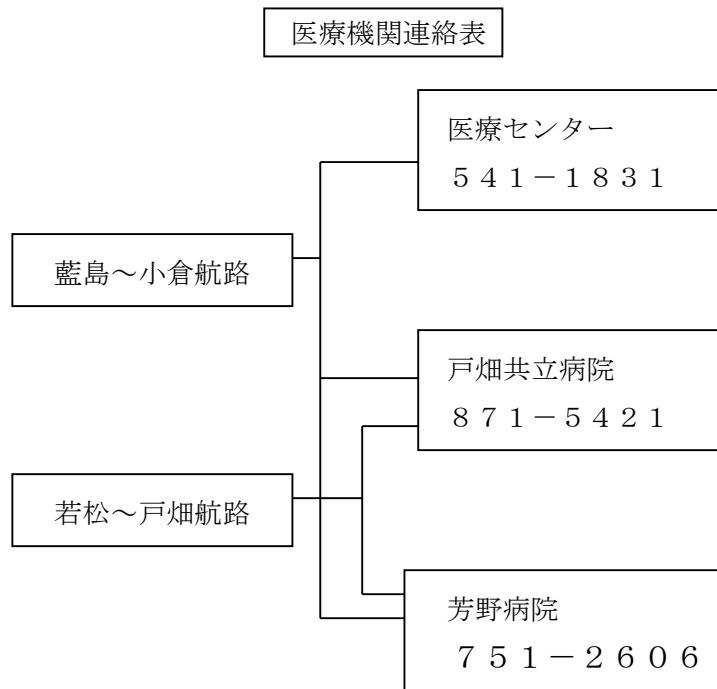 医療機関連絡表
医療センター
５４１－１８３１
藍島～小倉航路
戸畑共立病院
８７１－５４２１
若松～戸畑航路
芳野病院
７５１－２６０６